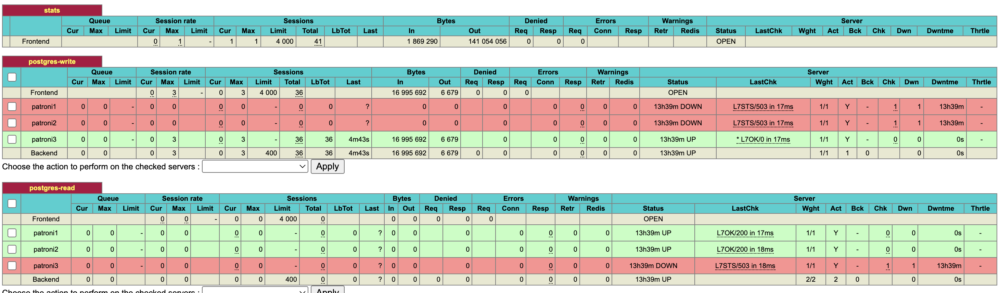 stats
Queue Session rate Sessions Bytes Denied Errors Warnings Server
Cur Max Limit Cur Max Limit Cur Max Limit Total LbTot Last In Out Req Resp Req Conn Resp Retr Redis Status LastChk Wght Act Bck Chk Dwn Dwntme Thrtle
Frontend 0 1 - 1 1 4 000 41 1 869 290 141 054 056 0 0 0 OPEN
postgres-write
Queue Session rate Sessions Bytes Denied Errors Warnings Server
Cur Max Limit Cur Max Limit Cur Max Limit Total LbTot Last In Out Req Resp Req Conn Resp Retr Redis Status LastChk Wght Act Bck Chk Dwn Dwntme Thrtle
Frontend 0 3 - 0 3 4 000 36 16 995 692 6 679 0 0 0 OPEN
patroni1 0 0 - 0 0 0 0 - 0 0 ? 0 0 0 0 0 0 0 13h39m DOWN L7STS/503 in 17ms 1/1 Y - 1 1 13h39m -
patroni2 0 0 - 0 0 0 0 - 0 0 ? 0 0 0 0 0 0 0 13h39m DOWN L7STS/503 in 17ms 1/1 Y - 1 1 13h39m -
patroni3 0 0 - 0 3 0 3 - 36 36 4m43s 16 995 692 6 679 0 0 0 0 0 13h39m UP * L7OK/0 in 17ms 1/1 Y - 0 0 0s -
Backend 0 0 0 3 0 3 400 36 36 4m43s 16 995 692 6 679 0 0 0 0 0 0 13h39m UP 1/1 1 0 0 0s
Choose the action to perform on the checked servers : Apply
postgres-read
Queue Session rate Sessions Bytes Denied Errors Warnings Server
Cur Max Limit Cur Max Limit Cur Max Limit Total LbTot Last In Out Req Resp Req Conn Resp Retr Redis Status LastChk Wght Act Bck Chk Dwn Dwntme Thrtle
Frontend 0 0 - 0 0 4 000 0 0 0 0 0 0 OPEN
patroni1 0 0 - 0 0 0 0 - 0 0 ? 0 0 0 0 0 0 0 13h39m UP L7OK/200 in 17ms 1/1 Y - 0 0 0s -
patroni2 0 0 - 0 0 0 0 - 0 0 ? 0 0 0 0 0 0 0 13h39m UP L7OK/200 in 18ms 1/1 Y - 0 0 0s -
patroni3 0 0 - 0 0 0 0 - 0 0 ? 0 0 0 0 0 0 0 13h39m DOWN L7STS/503 in 18ms 1/1 Y - 1 1 13h39m -
Backend 0 0 0 0 0 0 400 0 0 ? 0 0 0 0 0 0 0 0 13h39m UP 2/2 2 0 0 0s
Choose the action to perform on the checked servers : Apply